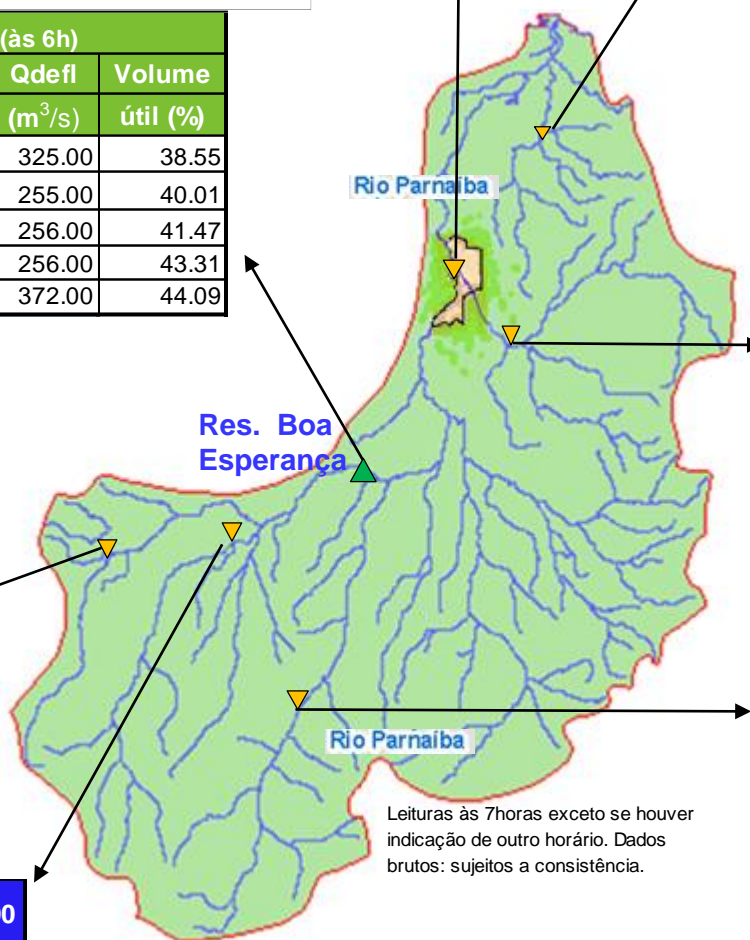 (às 6h)
Qdefl Volume
(m³/s) útil (%)
325.00 38.55
255.00 40.01
256.00 41.47
256.00 43.31
372.00 44.09
Rio Parnaíba
Res. Boa
Esperança
Rio Parnaíba
Leituras às 7horas exceto se houver
indicação de outro horário. Dados
brutos: sujeitos a consistência.